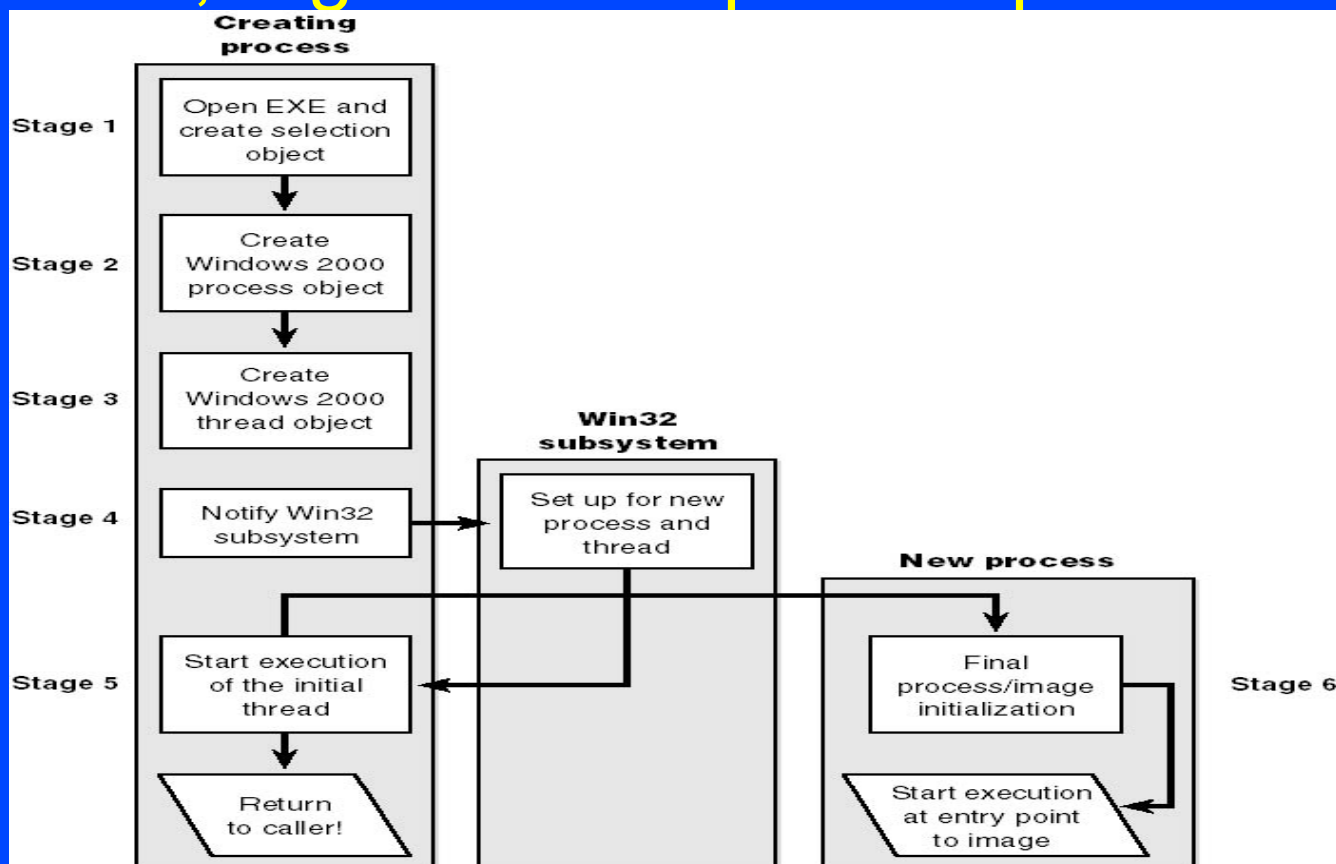 Creating
process
Stage 1
Open EXE and
create selection
object
Stage 2
Create
Windows 2000
process object
Stage 3
Create
Windows 2000
thread object
Win32
subsystem
Stage 4
Notify Win32
subsystem
Set up for new
process and
thread
New process
Stage 5
Start execution
of the initial
thread
Final
process/image
initialization
Stage 6
Return
to caller!
Start execution
at entry point
to image